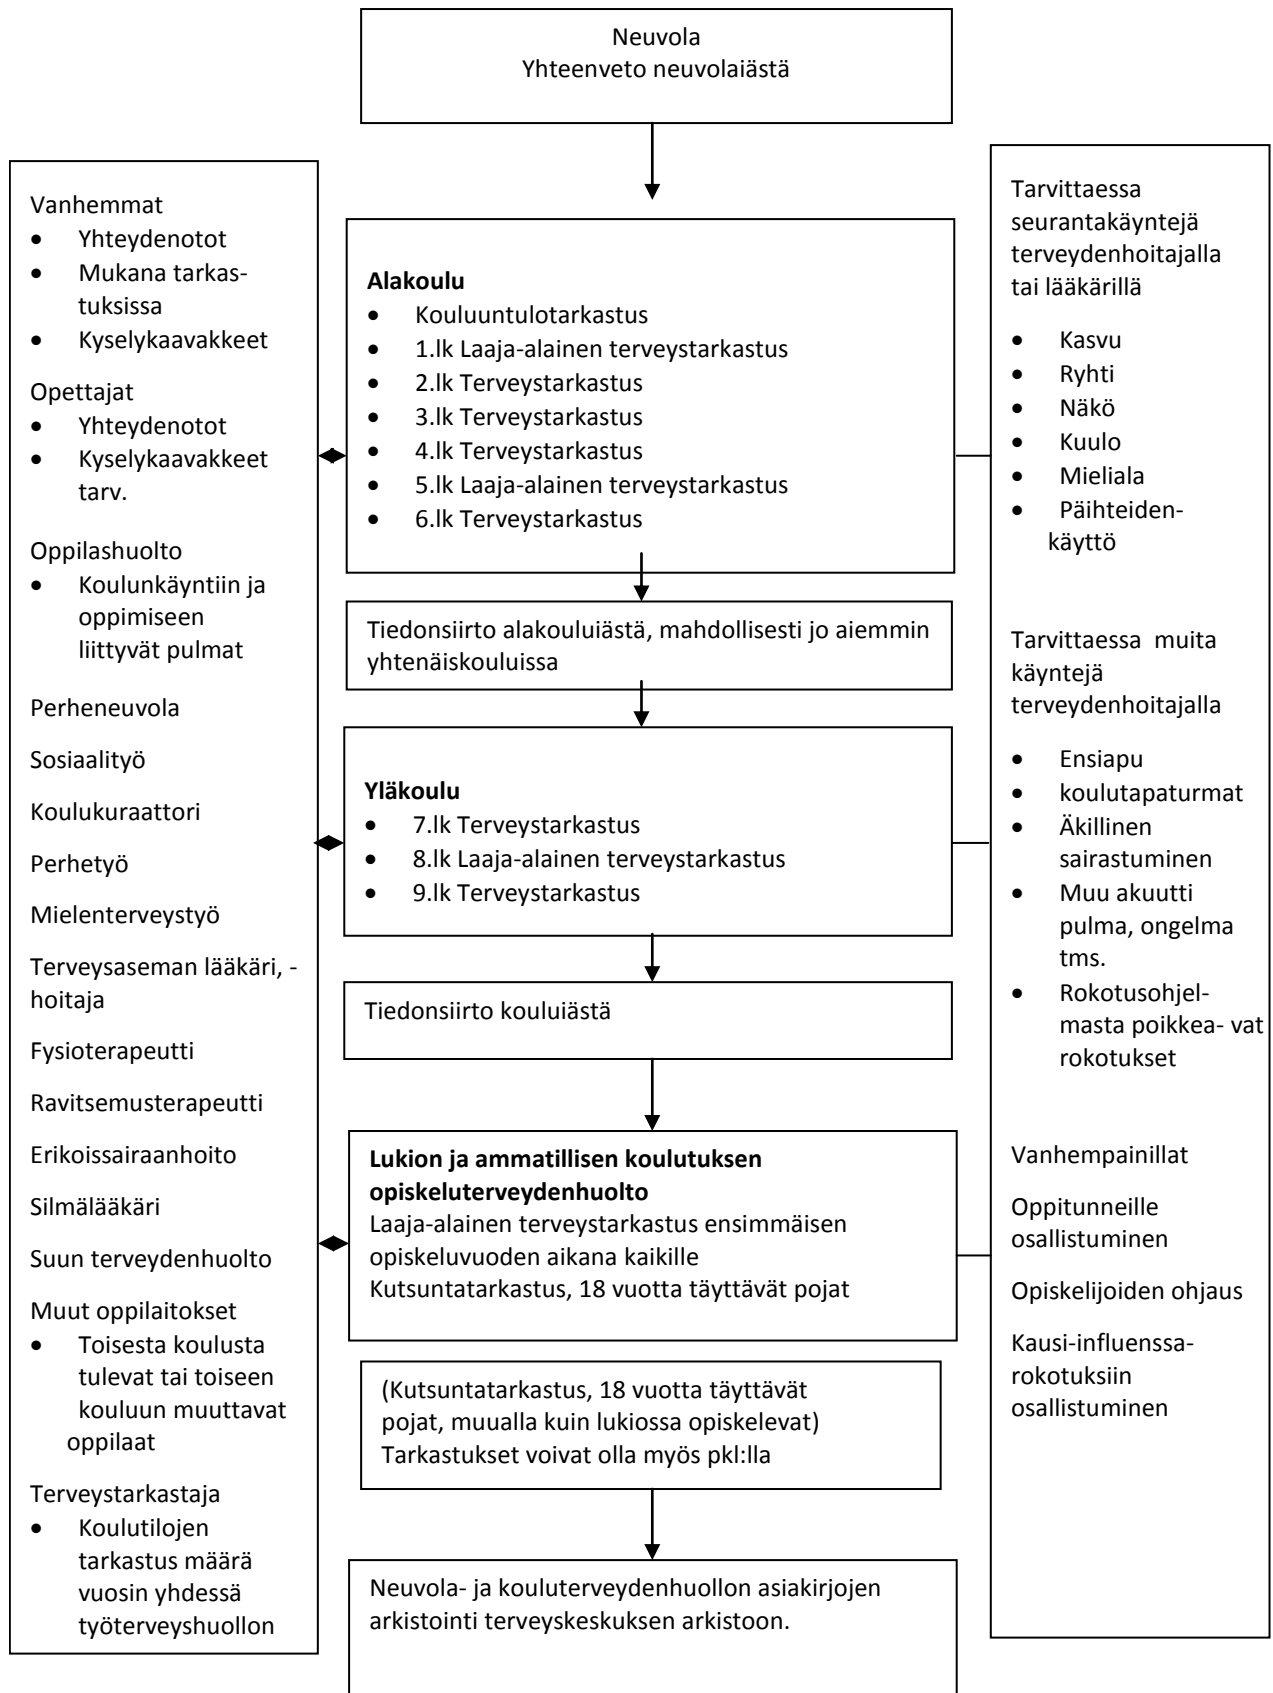 Neuvola
Yhteenveto neuvolaiästä
Vanhemmat
• Yhteydenotot
• Mukana tarkas-
tuksissa
• Kyselykaavakkeet
Opettajat
• Yhteydenotot
• Kyselykaavakkeet
tarv.
Oppilashuolto
• Koulunkäyntiin ja
oppimiseen
liittyvät pulmat
Perheneuvola
Sosiaalityö
Koulukuraattori
Perhetyö
Mielenterveystyö
Terveysaseman lääkäri, -
hoitaja
Fysioterapeutti
Ravitsemusterapeutti
Erikoissairaanhoito
Silmälääkäri
Suun terveydenhuolto
Muut oppilaitokset
• Toisesta koulusta
tulevat tai toiseen
kouluun muuttavat
oppilaat
Terveystarkastaja
• Koulutilojen
tarkastus määrä
vuosin yhdessä
työterveyshuollon
Alakoulu
• Kouluuntulotarkastus
• 1.lk Laaja-alainen terveystarkastus
• 2.lk Terveystarkastus
• 3.lk Terveystarkastus
• 4.lk Terveystarkastus
• 5.lk Laaja-alainen terveystarkastus
• 6.lk Terveystarkastus
Tiedonsiirto alakouluiästä, mahdollisesti jo aiemmin
yhtenäiskouluissa
Yläkoulu
• 7.lk Terveystarkastus
• 8.lk Laaja-alainen terveystarkastus
• 9.lk Terveystarkastus
Tiedonsiirto kouluiästä
Lukion ja ammatillisen koulutuksen
opiskeluterveydenhuolto
Laaja-alainen terveystarkastus ensimmäisen
opiskeluvuoden aikana kaikille
Kutsuntatarkastus, 18 vuotta täyttävät pojat
(Kutsuntatarkastus, 18 vuotta täyttävät
pojat, muualla kuin lukiossa opiskelevat)
Tarkastukset voivat olla myös pkl:lla
Neuvola- ja kouluterveydenhuollon asiakirjojen
arkistointi terveyskeskuksen arkistoon.
Tarvittaessa
seurantakäyntejä
terveydenhoitajalla
tai lääkärillä
• Kasvu
• Ryhti
• Näkö
• Kuulo
• Mieliala
• Päihteiden-
käyttö
Tarvittaessa muita
käyntejä
terveydenhoitajalla
• Ensiapu
• koulutapaturmat
• Äkillinen
sairastuminen
• Muu akuutti
pulma, ongelma
tms.
• Rokotusohjel-
masta poikkea- vat
rokotukset
Vanhempainillat
Oppitunneille
osallistuminen
Opiskelijoiden ohjaus
Kausi-influenssa-
rokotuksiin
osallistuminen